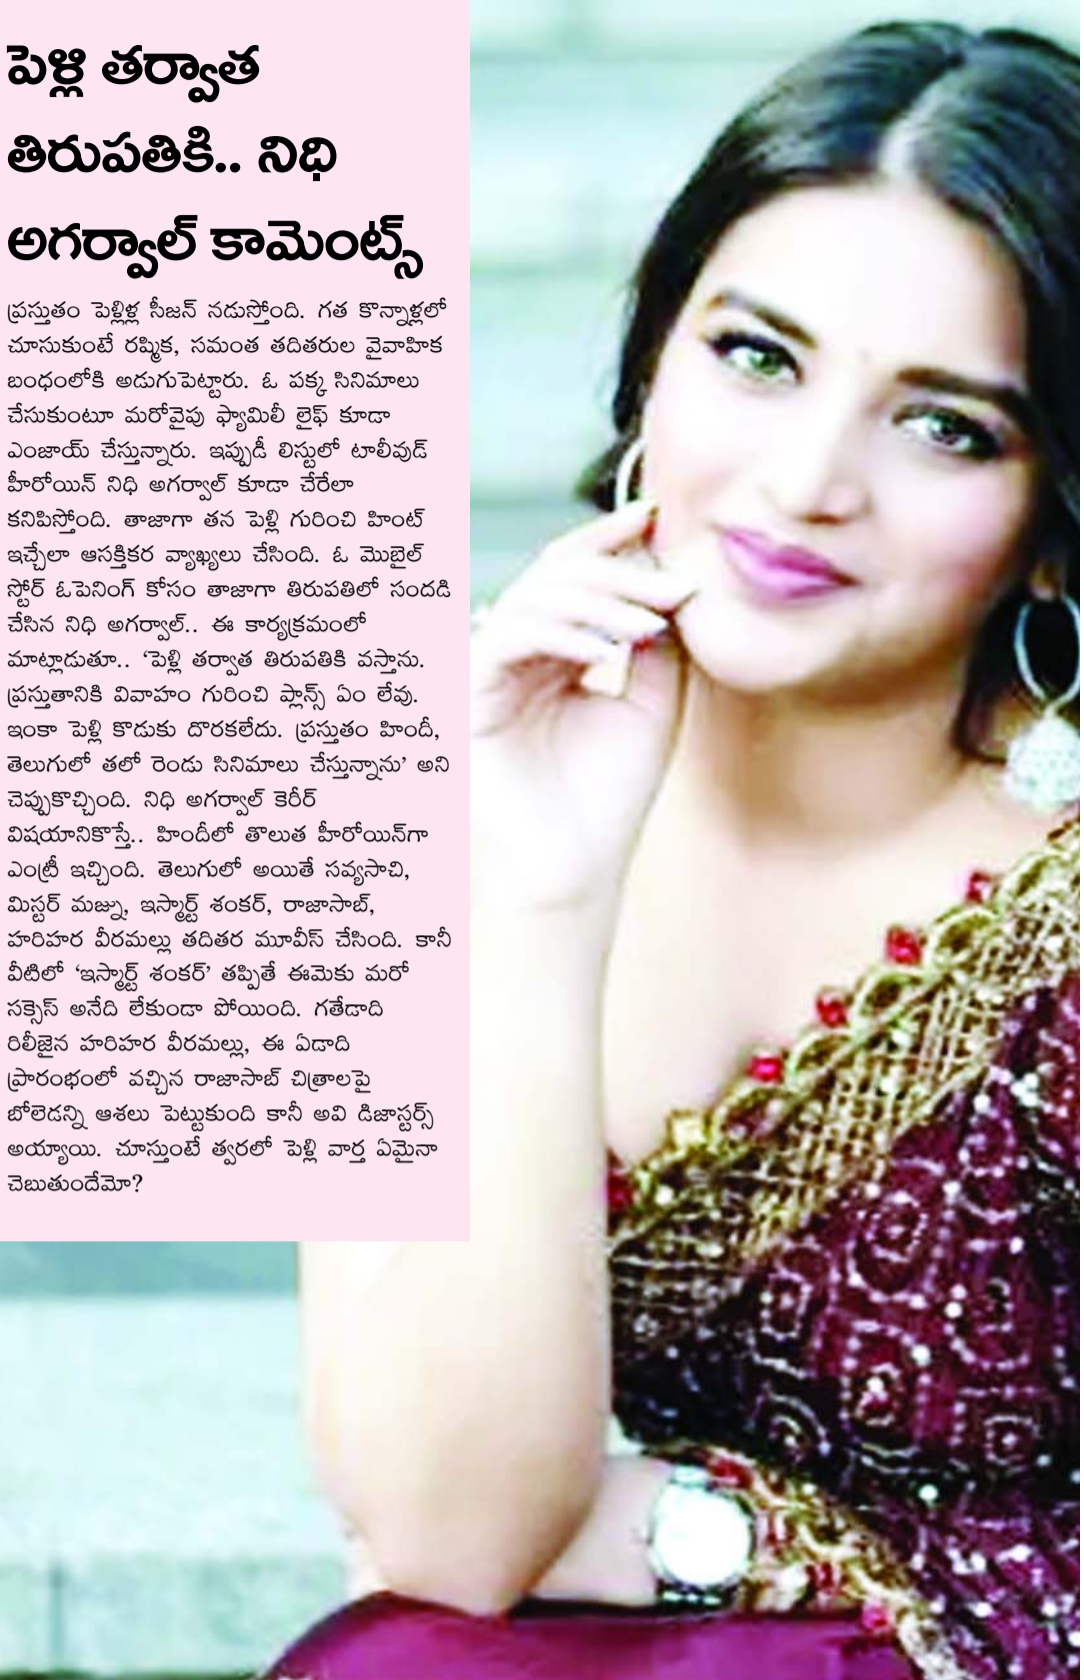 పెళ్లి తర్వాత
తిరుపతికి.. నిధి
అగర్వాల్ కామెంట్స్
ప్రస్తుతం పెళ్లిళ్ల సీజన్ నడుస్తోంది. గత కొన్నాళ్లలో
చూసుకుంటే రష్మిక, సమంత తదితరుల వైవాహిక
బంధంలోకి అడుగుపెట్టారు. ఓ పక్క సినిమాలు
చేసుకుంటూ మరోవైపు ఫ్యామిలీ లైఫ్ కూడా
ఎంజాయ్ చేస్తున్నారు. ఇప్పుడీ లిస్టులో టాలీవుడ్
హీరోయిన్ నిధి అగర్వాల్ కూడా చేరేలా
కనిపిస్తోంది. తాజాగా తన పెళ్లి గురించి హింట్
ఇచ్చేలా ఆసక్తికర వ్యాఖ్యలు చేసింది. ఓ మొబైల్
స్టోర్ ఓపెనింగ్ కోసం తాజాగా తిరుపతిలో సందడి
చేసిన నిధి అగర్వాల్.. ఈ కార్యక్రమంలో
మాట్లాడుతూ.. ‘పెళ్లి తర్వాత తిరుపతికి వస్తాను.
ప్రస్తుతానికి వివాహం గురించి ప్లాన్స్ ఏం లేవు.
ఇంకా పెళ్లి కొడుకు దొరకలేదు. ప్రస్తుతం హిందీ,
తెలుగులో తలో రెండు సినిమాలు చేస్తున్నాను’ అని
చెప్పుకొచ్చింది. నిధి అగర్వాల్ కెరీర్
విషయానికొస్తే.. హిందీలో తొలుత హీరోయిన్‌గా
ఎంట్రీ ఇచ్చింది. తెలుగులో అయితే సవ్యసాచి,
మిస్టర్ మజ్ను, ఇస్మార్ట్ శంకర్, రాజాసాబ్,
హరిహర వీరమల్లు తదితర మూవీస్ చేసింది. కానీ
వీటిలో ‘ఇస్మార్ట్ శంకర్’ తప్పితే ఈమెకు మరో
సక్సెస్ అనేది లేకుండా పోయింది. గతేడాది
రిలీజైన హరిహర వీరమల్లు, ఈ ఏడాది
ప్రారంభంలో వచ్చిన రాజాసాబ్ చిత్రాలపై
బోలెడన్ని ఆశలు పెట్టుకుంది కానీ అవి డిజాస్టర్స్
అయ్యాయి. చూస్తుంటే త్వరలో పెళ్లి వార్త ఏమైనా
చెబుతుందేమో?